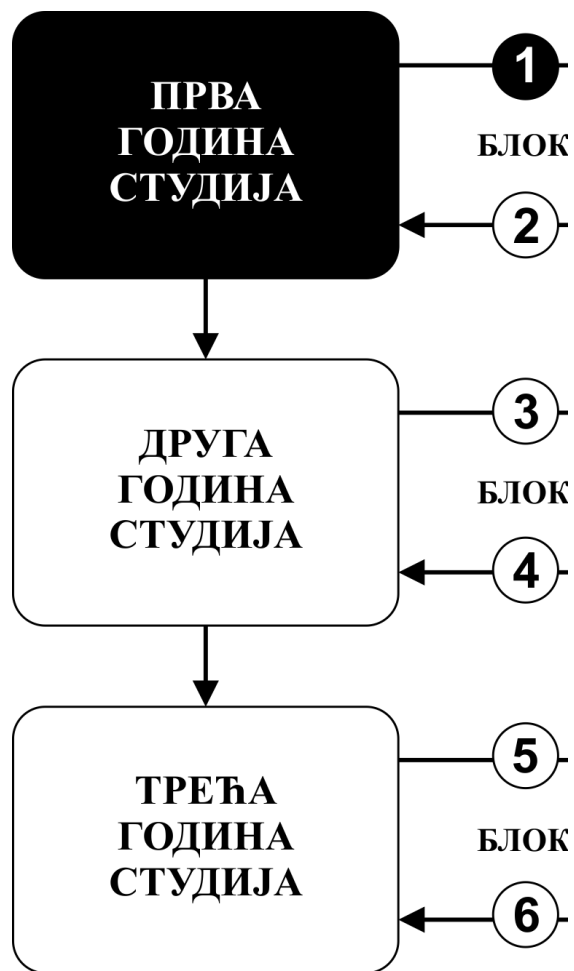 ПРВА
ГОДИНА
СТУДИЈА
1
БЛОК
2
ДРУГА
ГОДИНА
СТУДИЈА
3
БЛОК
4
ТРЕЋА
ГОДИНА
СТУДИЈА
5
БЛОК
6